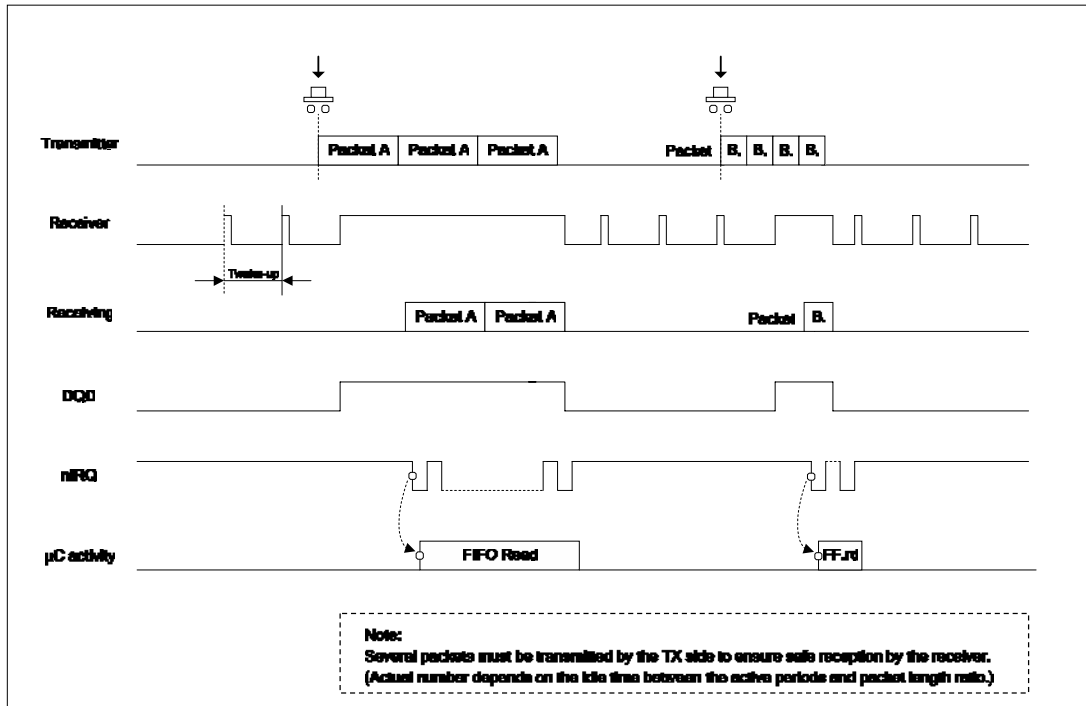 Transmitter
Packet A Packet A Packet A
Packet B. B. B. B.
Receiver
Twake-up
Receiving
Packet A Packet A
Packet B.
DQD
nIRQ
µC activity
FIFO Read
FF.rd
Note:
Several packets must be transmitted by the TX side to ensure safe reception by the receiver.
(Actual number depends on the idle time between the active periods and packet length ratio.)